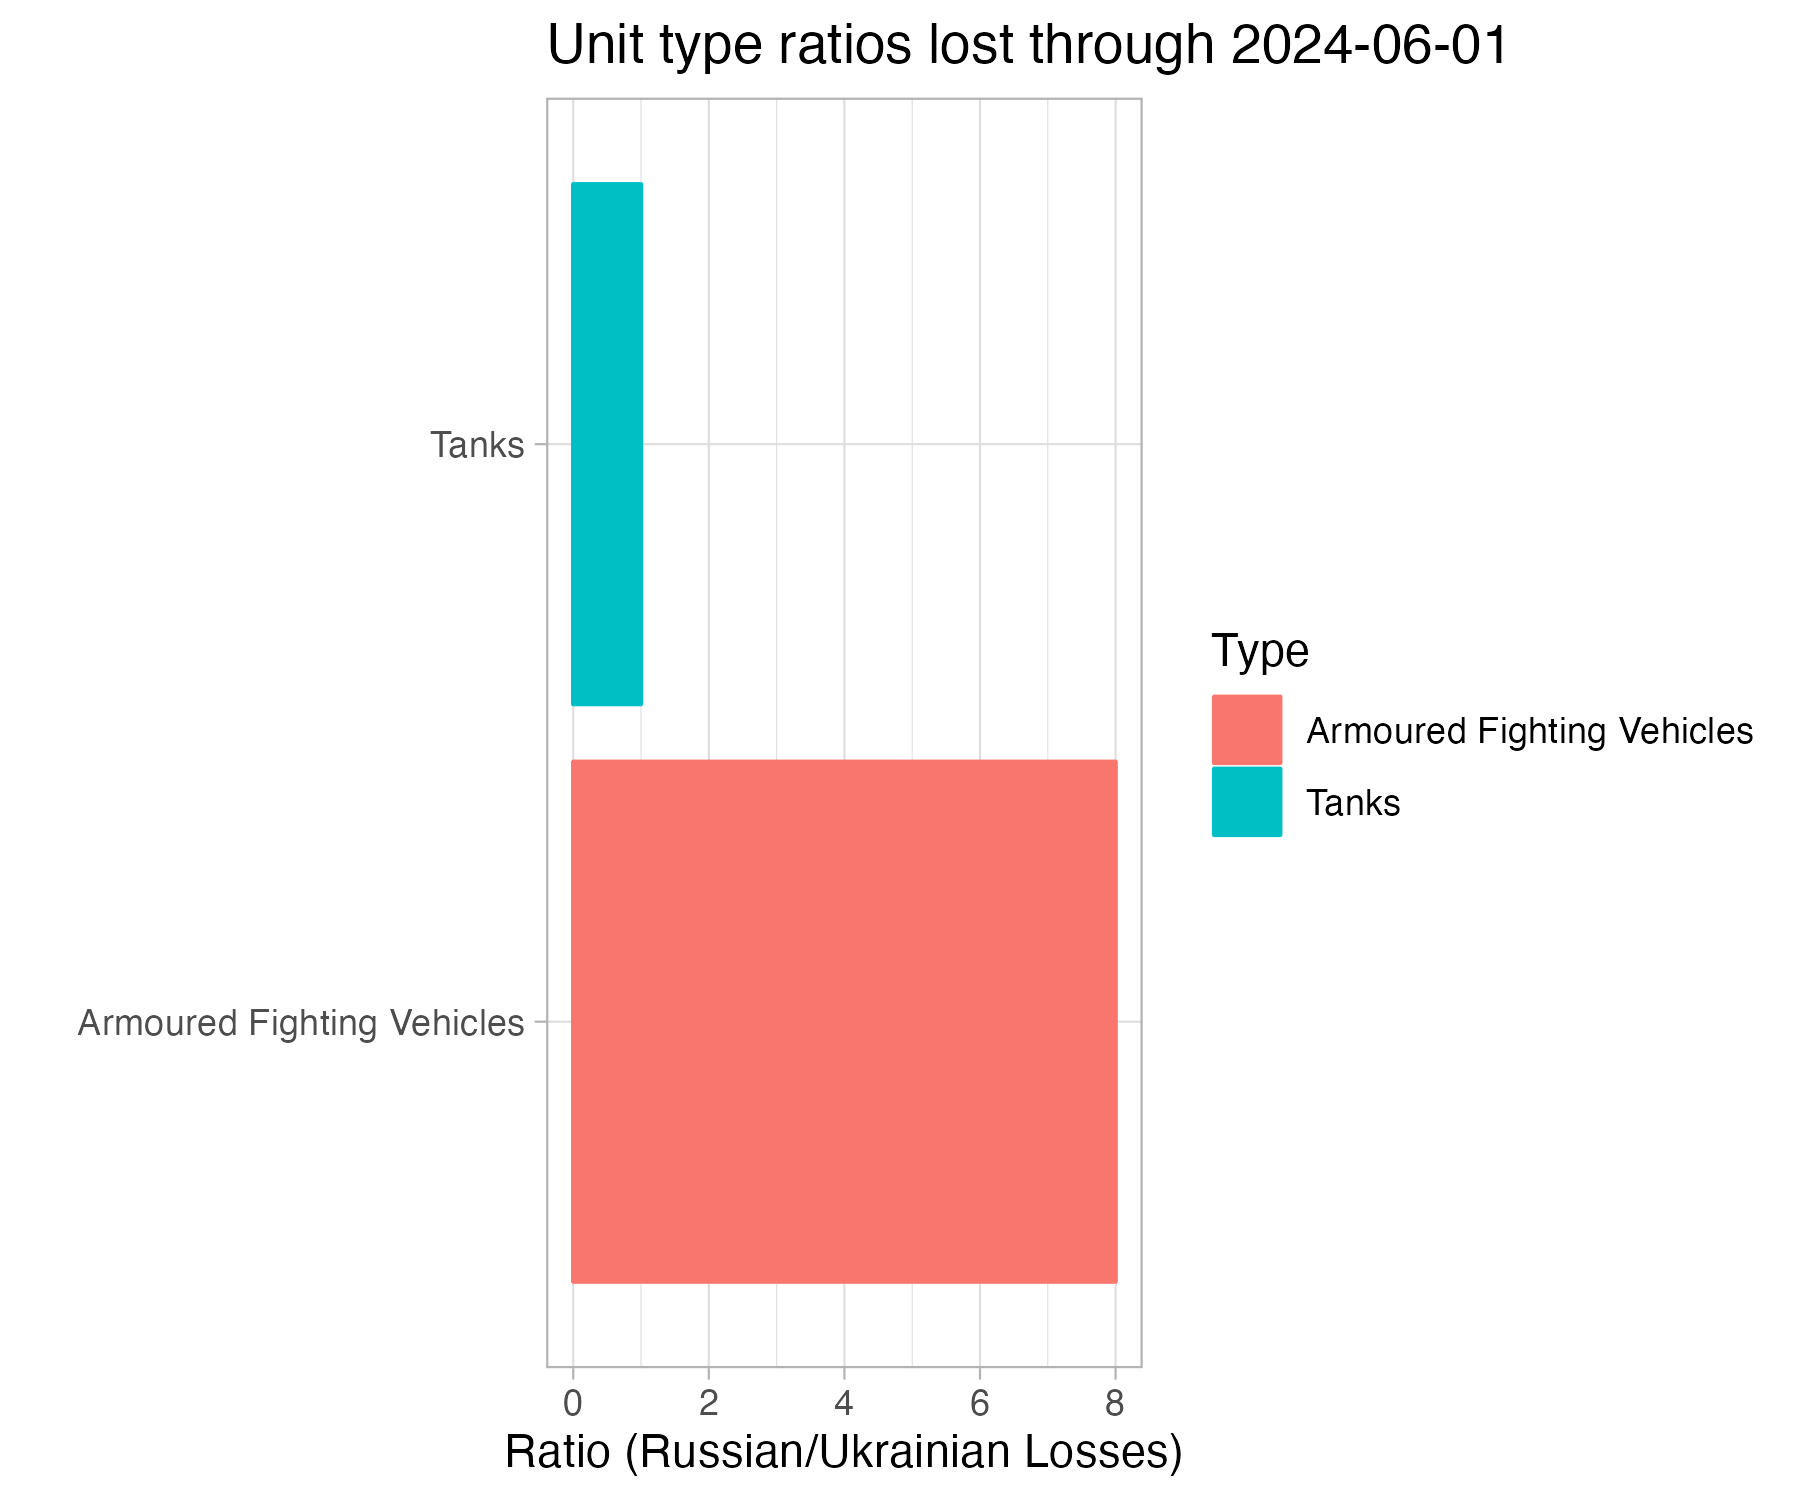 Unit type ratios lost through 2024-06-01
Tanks
Armoured Fighting Vehicles
0 2 4 6 8
Ratio (Russian/Ukrainian Losses)
Type
Armoured Fighting Vehicles
Tanks